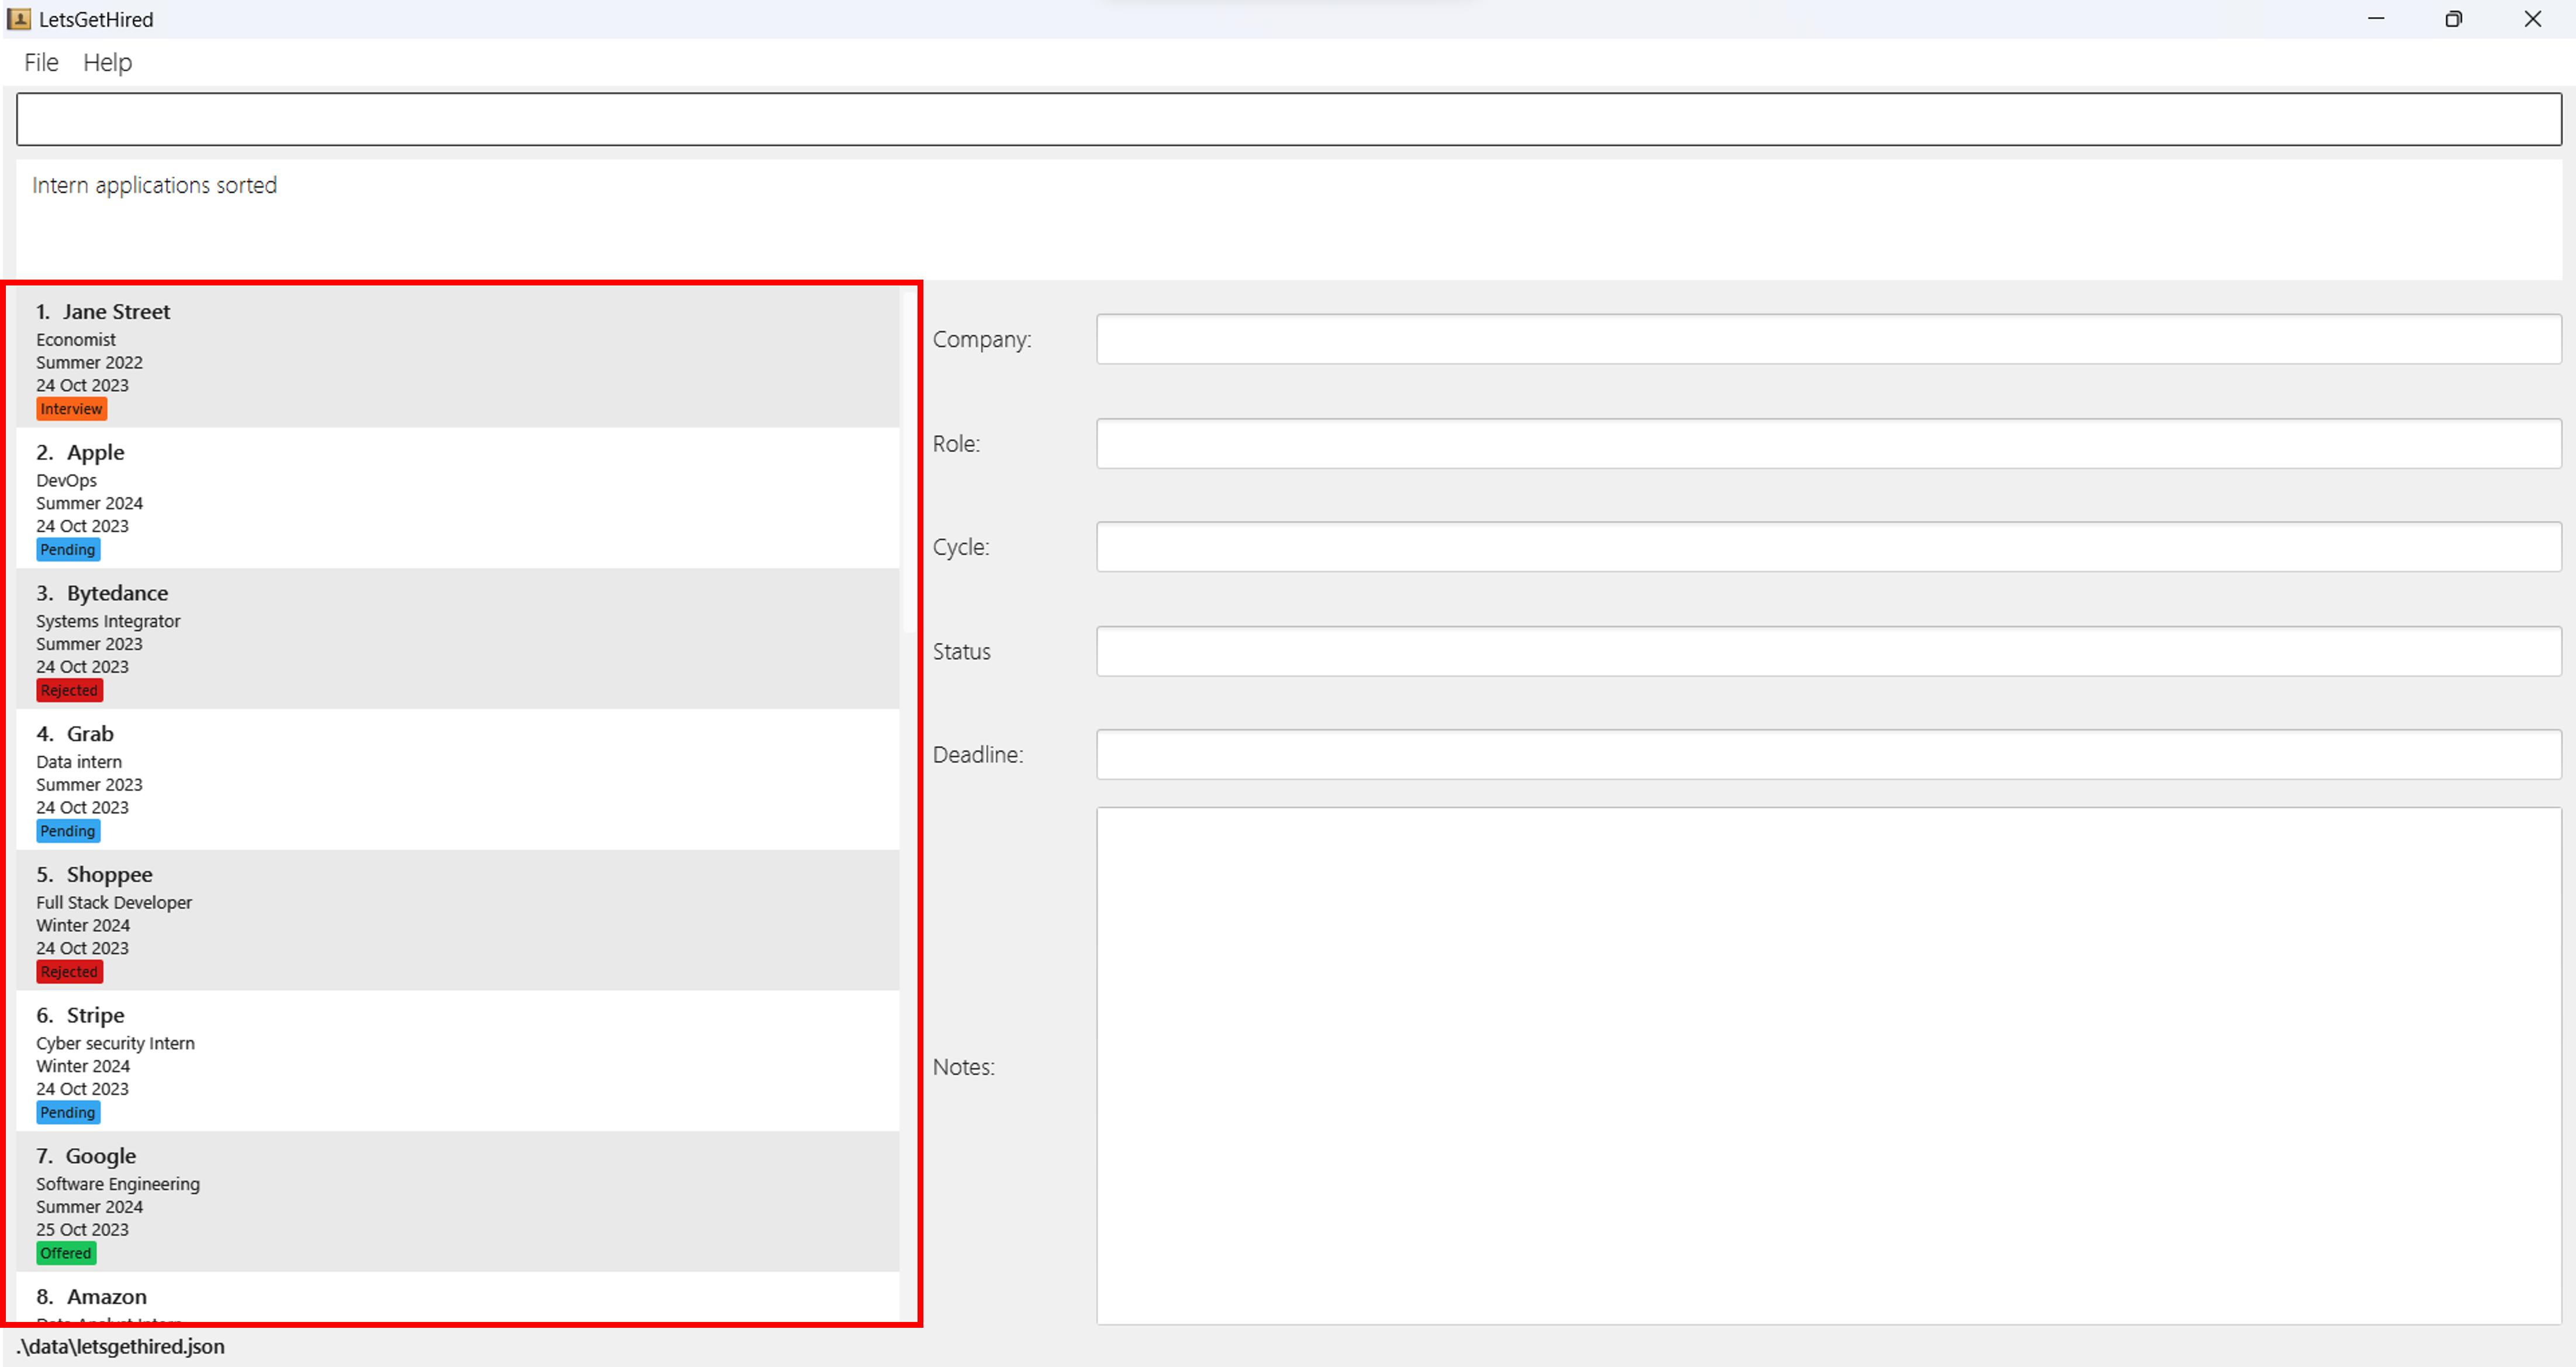 LetsGetHired
File Help
Intern applications sorted
1. Jane Street
Economist
Summer 2022
24 Oct 2023
Interview
2. Apple
DevOps
Summer 2024
24 Oct 2023
Pending
3. Bytedance
Systems Integrator
Summer 2023
24 Oct 2023
Rejected
4. Grab
Data intern
Summer 2023
24 Oct 2023
Pending
5. Shoppee
Full Stack Developer
Winter 2024
24 Oct 2023
Rejected
6. Stripe
Cyber security Intern
Winter 2024
24 Oct 2023
Pending
7. Google
Software Engineering
Summer 2024
25 Oct 2023
Offered
8. Amazon
Company:
Role:
Cycle:
Status
Deadline:
Notes:
.\data\letsgethired.json